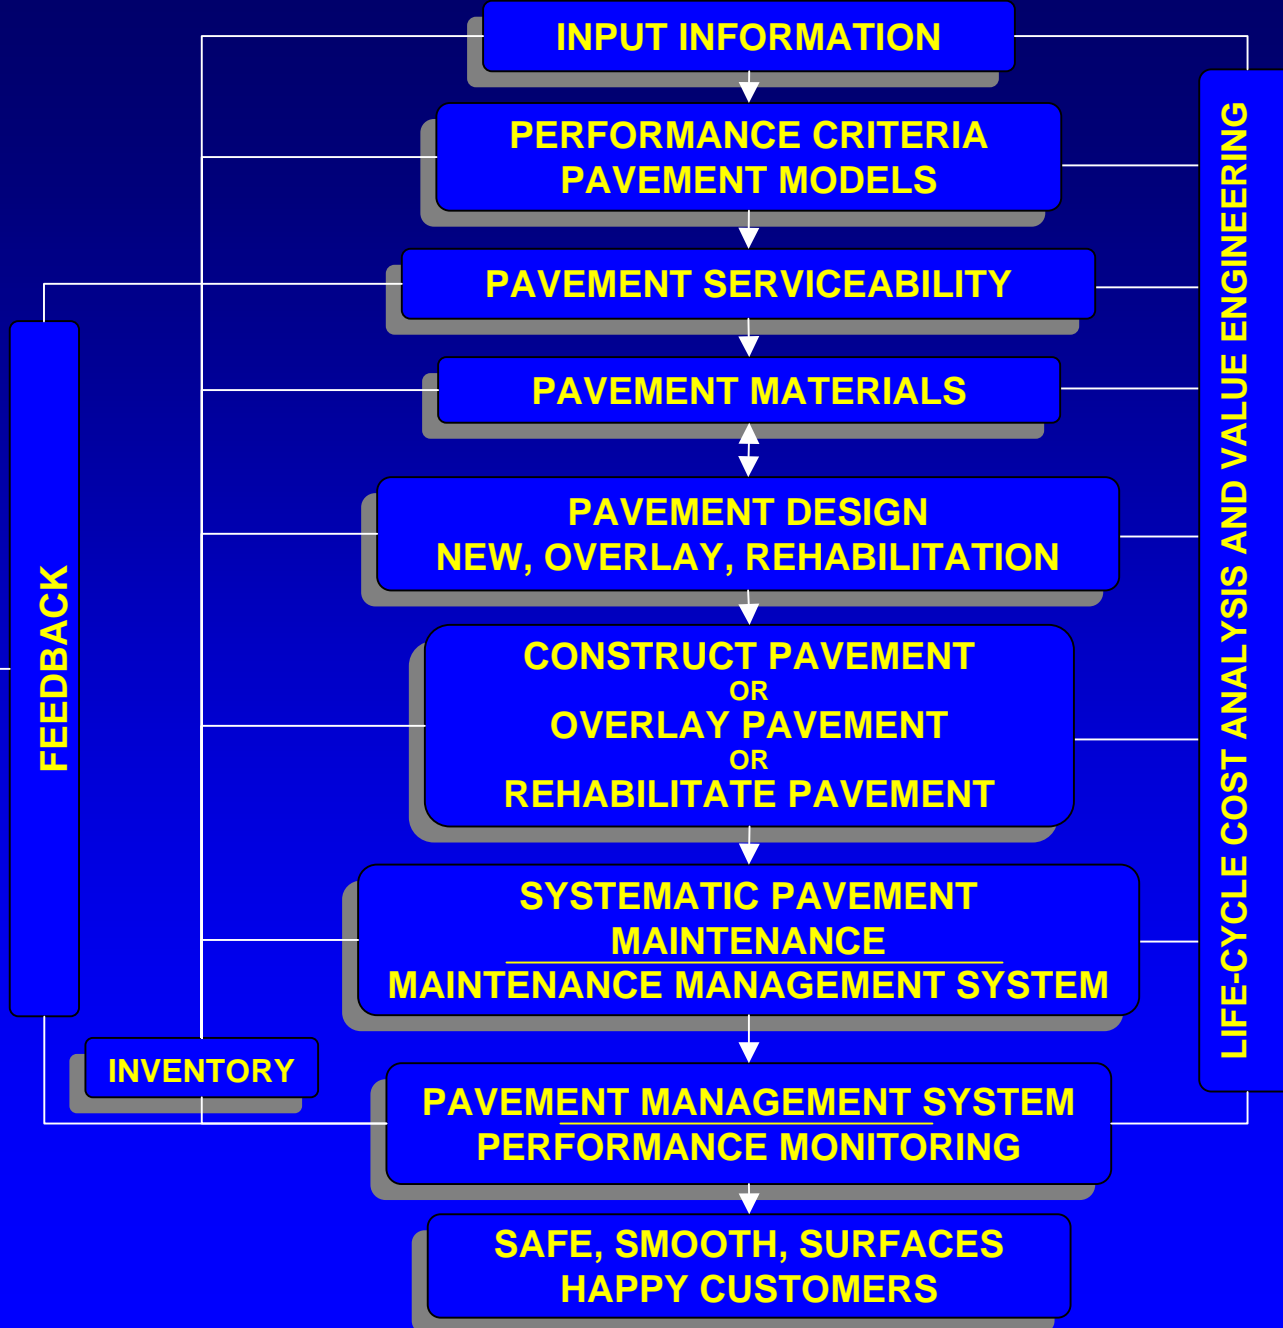 INPUT INFORMATION
PERFORMANCE CRITERIA
PAVEMENT MODELS
PAVEMENT SERVICEABILITY
PAVEMENT MATERIALS
PAVEMENT DESIGN
NEW, OVERLAY, REHABILITATION
CONSTRUCT PAVEMENT
OR
OVERLAY PAVEMENT
OR
REHABILITATE PAVEMENT
SYSTEMATIC PAVEMENT
MAINTENANCE
MAINTENANCE MANAGEMENT SYSTEM
PAVEMENT MANAGEMENT SYSTEM
PERFORMANCE MONITORING
SAFE, SMOOTH, SURFACES
HAPPY CUSTOMERS
FEEDBACK
INVENTORY
LIFE-CYCLE COST ANALYSIS AND VALUE ENGINEERING